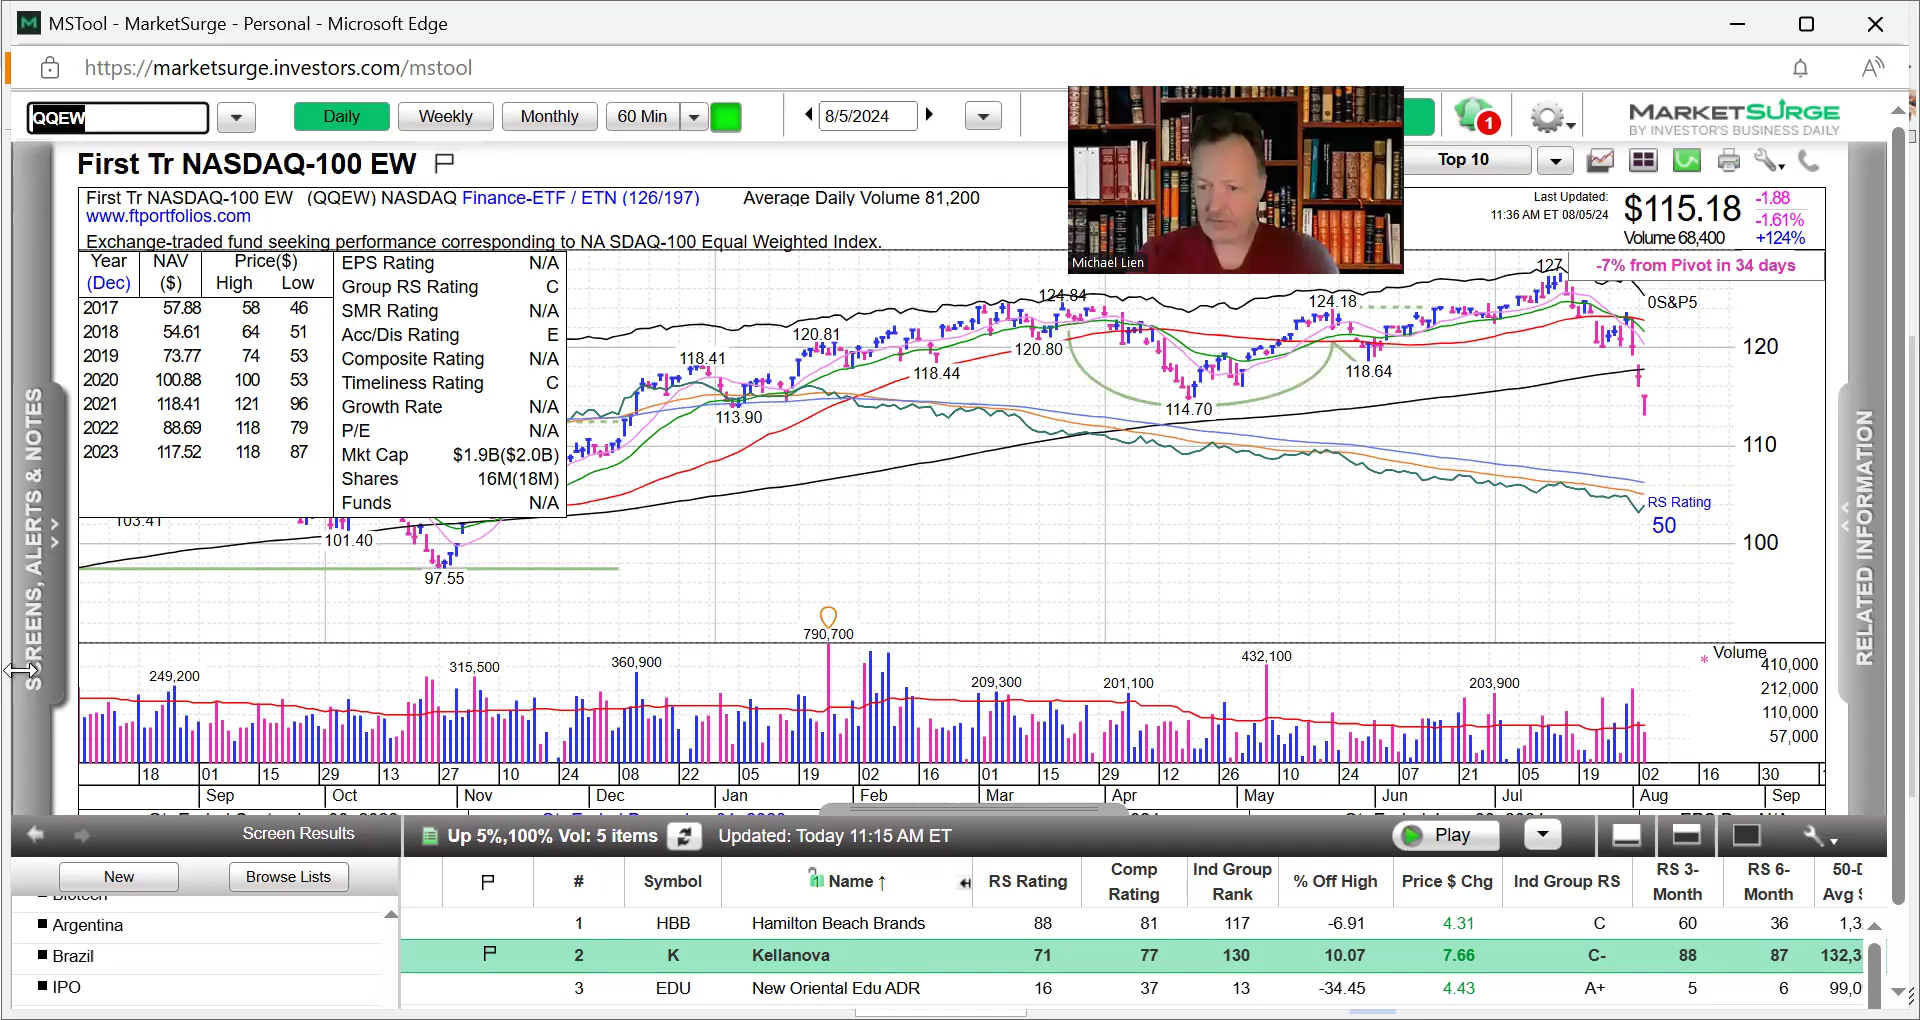 MSTool - MarketSurge - Personal - Microsoft Edge
https://marketsurge.investors.com/mstool
QQEW
Daily
Weekly
Monthly
60 Min
8/5/2024
1
MARKETSURGE
BY INVESTOR'S BUSINESS DAILY
First Tr NASDAQ-100 EW
Top 10
First Tr NASDAQ-100 EW (QQEW) NASDAQ Finance-ETF / ETN (126/197) Average Daily Volume 81,200
www.ftportfolios.com
Exchange-traded fund seeking performance corresponding to NA SDAQ-100 Equal Weighted Index.
Last Updated:
11:36 AM ET 08/05/24
$115.18
-1.88
-1.61%
Volume 68,400
+124%
-7% from Pivot in 34 days
Michael Lien
Year NAV Price($)
(Dec) ($) High Low
2017 57.88 58 46
2018 54.61 64 51
2019 73.77 74 53
2020 100.88 100 53
2021 118.41 121 96
2022 88.69 118 79
2023 117.52 118 87
EPS Rating N/A
Group RS Rating C
SMR Rating N/A
Acc/Dis Rating E
Composite Rating N/A
Timeliness Rating C
Growth Rate N/A
P/E N/A
Mkt Cap $1.9B($2.0B)
Shares 16M(18M)
Funds N/A
103.41
101.40
97.55
118.41
113.90
120.81
118.44
120.80
124.84
114.70
124.18
118.64
127
0S&P5
RS Rating
50
120
110
100
249,200
315,500
360,900
790,700
209,300
201,100
432,100
203,900
* Volume
410,000
212,000
110,000
57,000
18 01 15 29 13 27 10 24 08 22 05 19 02 16 01 15 29 12 26 10 24 07 21 05 19 02 16 30
Sep Oct Nov Dec Jan Feb Mar Apr May Jun Jul Aug Sep
SCREENS, ALERTS & NOTES
RELATED INFORMATION
Screen Results
Up 5%,100% Vol: 5 items
Updated: Today 11:15 AM ET
Play
New
Browse Lists
Biotech
Argentina
Brazil
IPO
# Symbol Name ↑ RS Rating Comp Rating Ind Group Rank % Off High Price $ Chg Ind Group RS RS 3-Month RS 6-Month 50-D Avg $
1 HBB Hamilton Beach Brands 88 81 117 -6.91 4.31 C 60 36 1,3
2 K Kellanova 71 77 130 10.07 7.66 C- 88 87 132,3
3 EDU New Oriental Edu ADR 16 37 13 -34.45 4.43 A+ 5 6 99,0